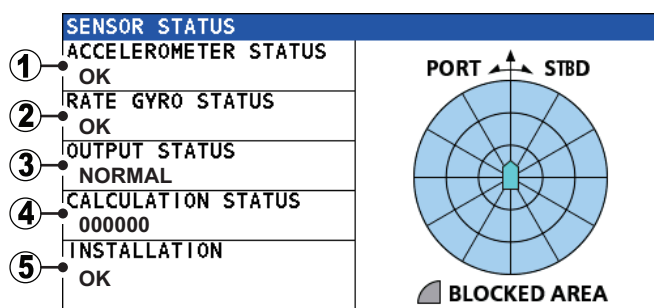 SENSOR STATUS
① ACCELEROMETER STATUS
OK
② RATE GYRO STATUS
OK
③ OUTPUT STATUS
NORMAL
④ CALCULATION STATUS
000000
⑤ INSTALLATION
OK
PORT STBD
BLOCKED AREA